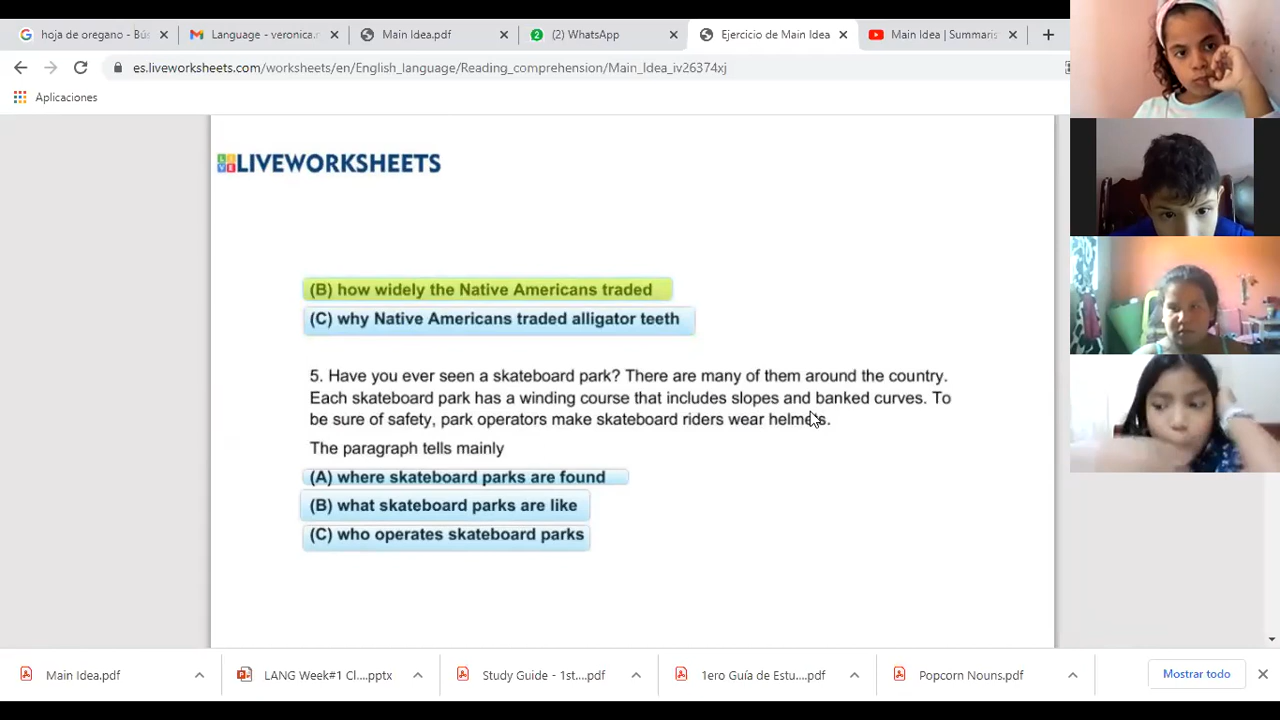 hoja de oregano - Bús
Language - veronica.r
Main Idea.pdf
2
(2) WhatsApp
Ejercicio de Main Idea
Main Idea | Summaris
es.liveworksheets.com/worksheets/en/English_language/Reading_comprehension/Main_Idea_iv26374xj
Aplicaciones
LIVEWORKSHEETS
(B) how widely the Native Americans traded
(C) why Native Americans traded alligator teeth
5. Have you ever seen a skateboard park? There are many of them around the country.
Each skateboard park has a winding course that includes slopes and banked curves. To
be sure of safety, park operators make skateboard riders wear helmets.
The paragraph tells mainly
(A) where skateboard parks are found
(B) what skateboard parks are like
(C) who operates skateboard parks
Main Idea.pdf
LANG Week#1 Cl....pptx
Study Guide - 1st....pdf
1ero Guía de Estu....pdf
Popcorn Nouns.pdf
Mostrar todo